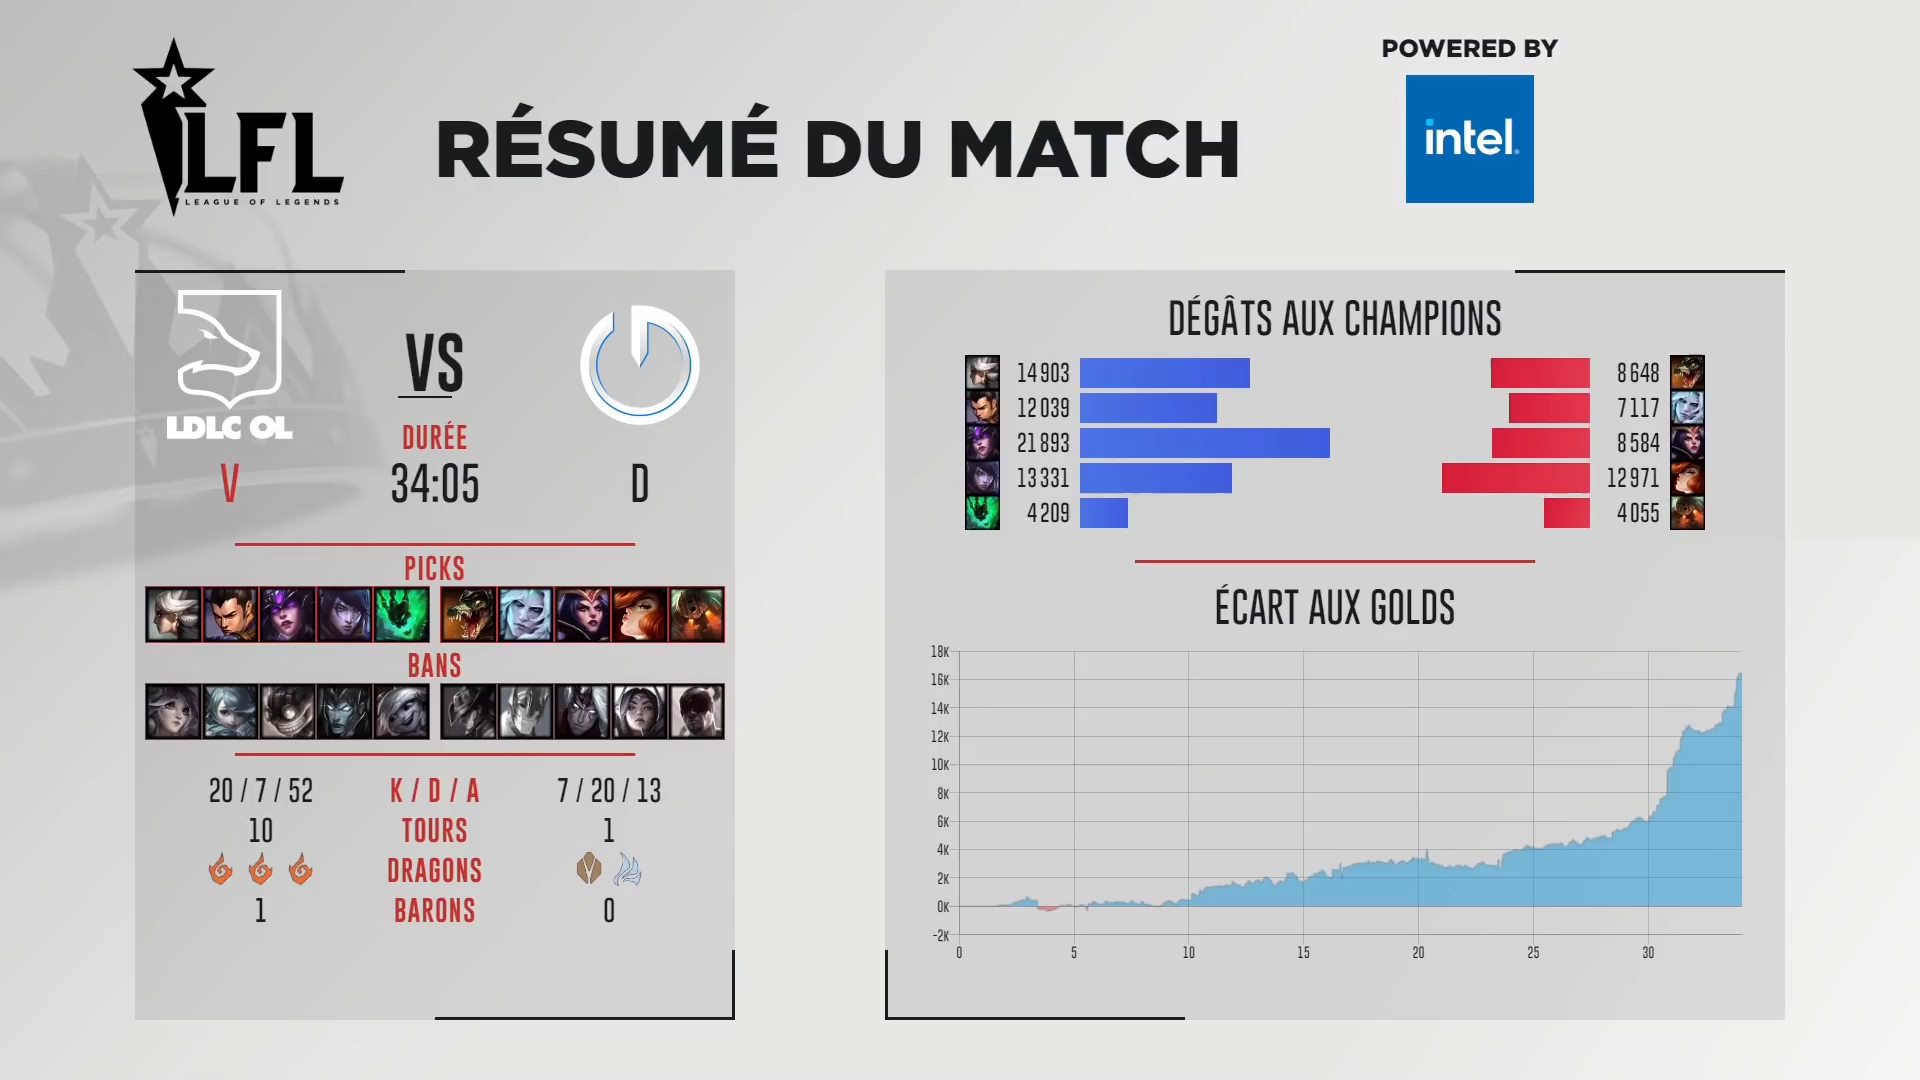 LFL
LEAGUE OF LEGENDS
RÉSUMÉ DU MATCH
POWERED BY
intel.
LDLC OL
VS
DURÉE
V
34:05
D
PICKS
BANS
20 / 7 / 52
K / D / A
7 / 20 / 13
10
TOURS
1
DRAGONS
1
BARONS
0
DÉGÂTS AUX CHAMPIONS
14 903
8 648
12 039
7 117
21 893
8 584
13 331
12 971
4 209
4 055
ÉCART AUX GOLDS
18K
16K
14K
12K
10K
8K
6K
4K
2K
0K
-2K
0
5
10
15
20
25
30